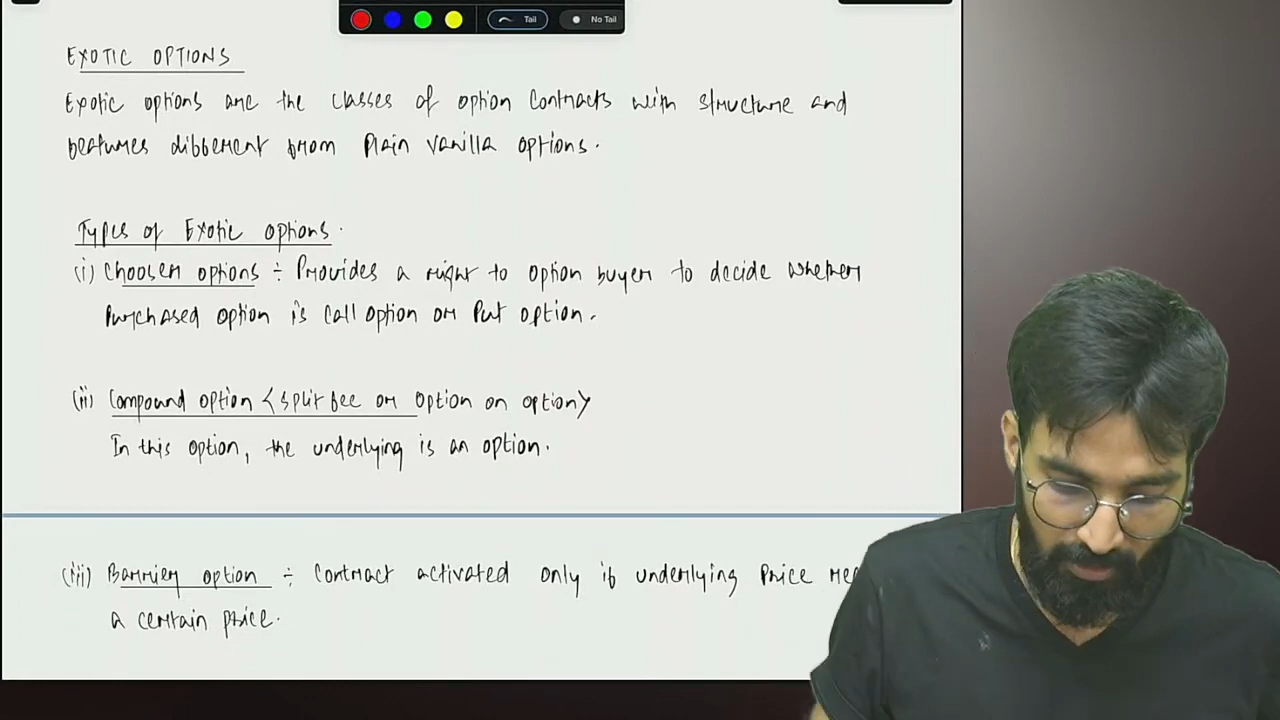 Tail
No Tail
EXOTIC OPTIONS
Exotic options are the classes of option contracts with structure and
features different from Plain vanilla options.
Types of Exotic options.
(i) Chooser options ÷ Provides a right to option buyer to decide whether
Purchased option is call option or Put option.
(ii) Compound option <split fee or option on option>
In this option, the underlying is an option.
(iii) Barrier option ÷ Contract activated only if underlying Price
a certain price.